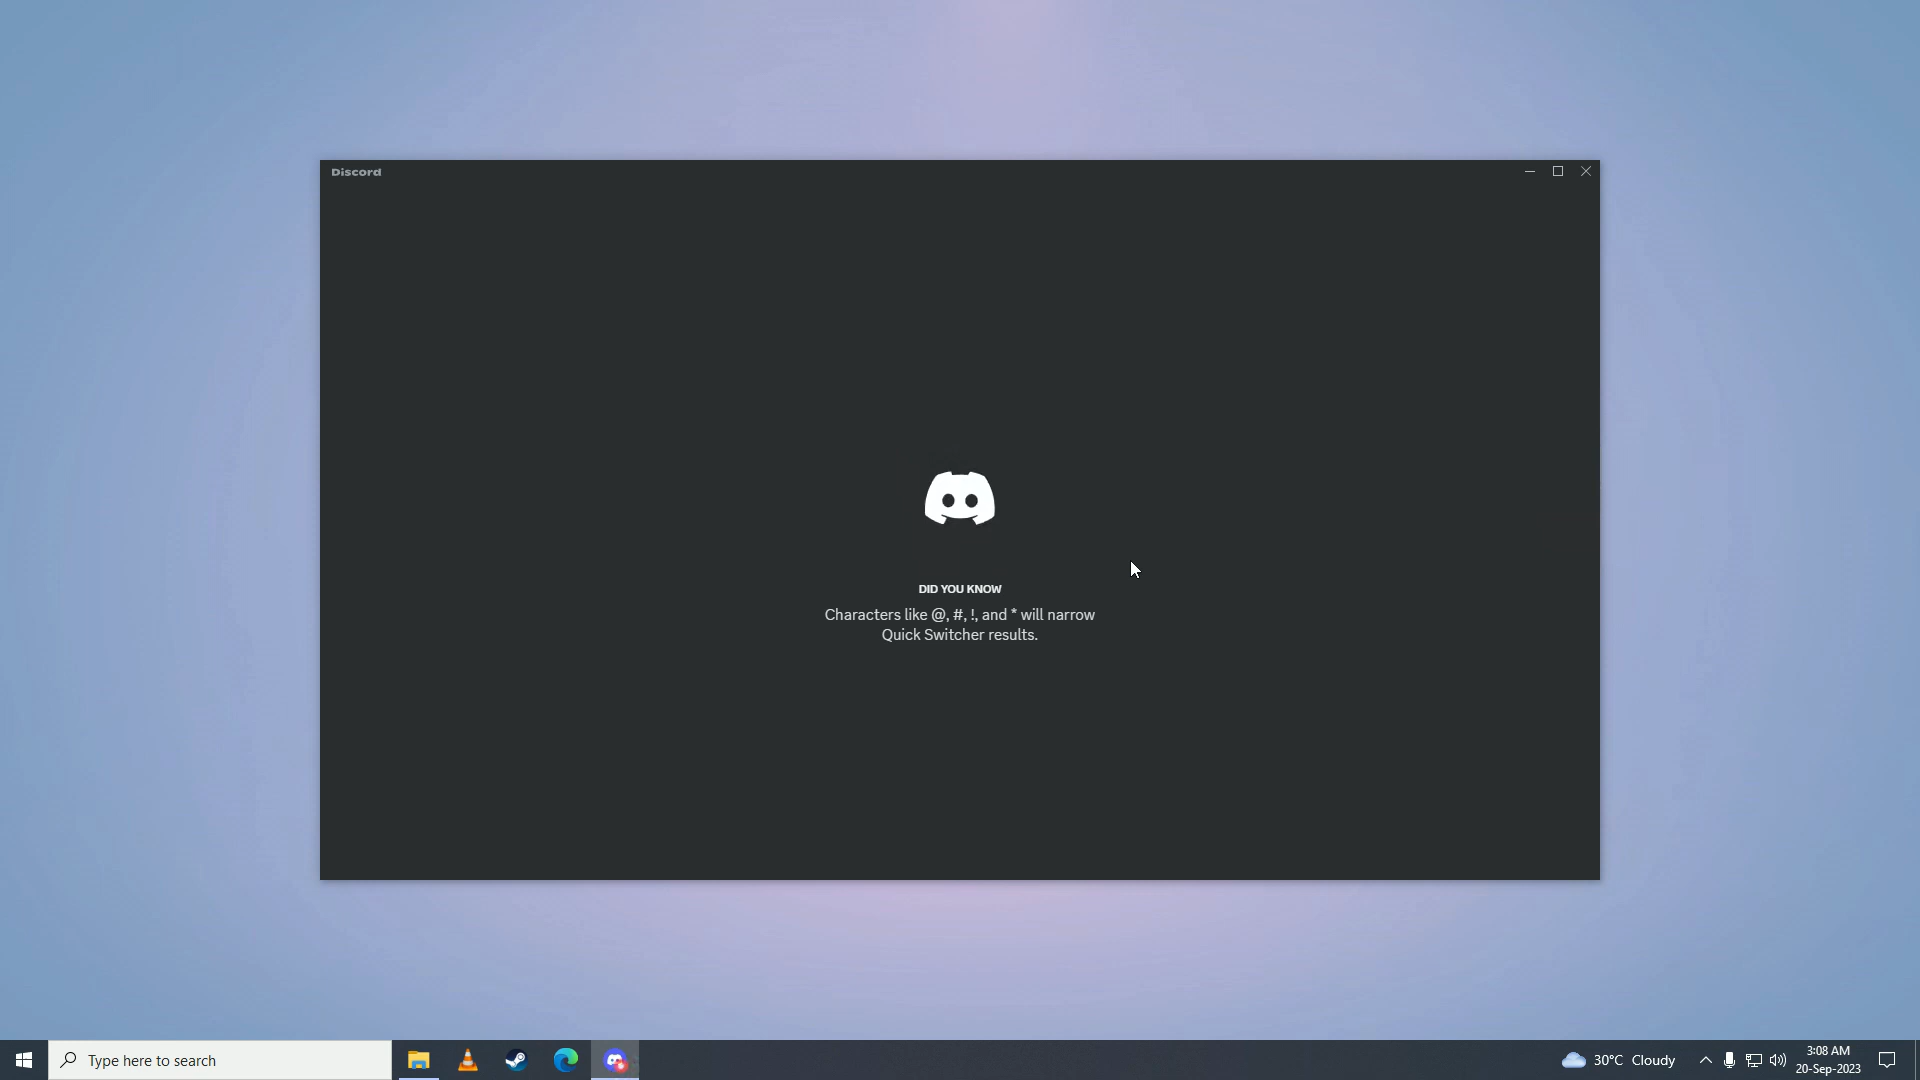 Discord
DID YOU KNOW
Characters like @, #, !, and * will narrow
Quick Switcher results.
Type here to search
30°C Cloudy
3:08 AM
20-Sep-2023